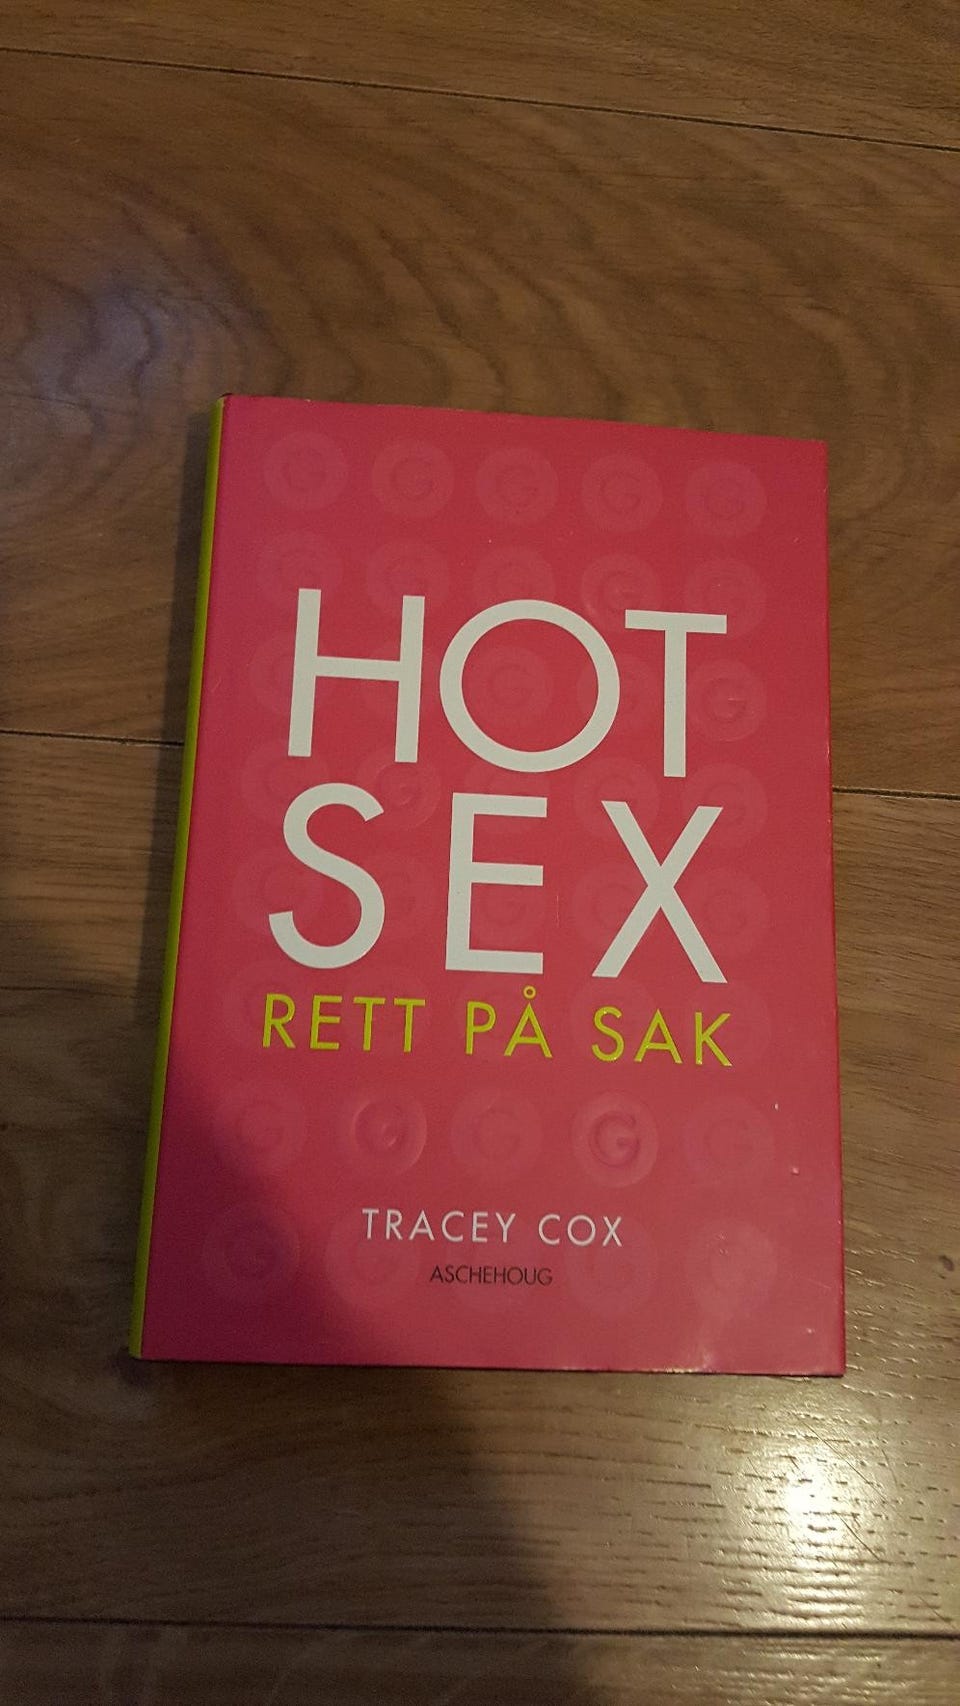 HOT
SEX
RETT PÅ SAK
TRACEY COX
ASCHEHOUG